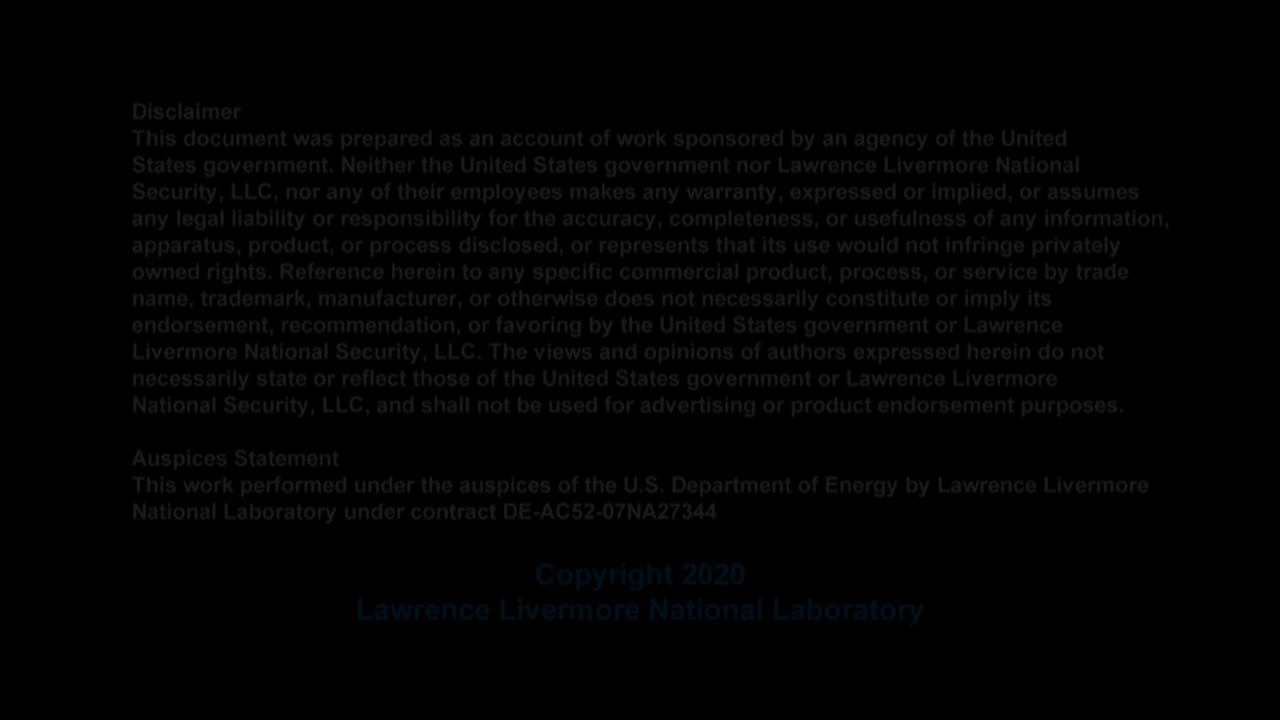 Disclaimer
This document was prepared as an account of work sponsored by an agency of the United
States government. Neither the United States government nor Lawrence Livermore National
Security, LLC, nor any of their employees makes any warranty, expressed or implied, or assumes
any legal liability or responsibility for the accuracy, completeness, or usefulness of any information,
apparatus, product, or process disclosed, or represents that its use would not infringe privately
owned rights. Reference herein to any specific commercial product, process, or service by trade
name, trademark, manufacturer, or otherwise does not necessarily constitute or imply its
endorsement, recommendation, or favoring by the United States government or Lawrence
Livermore National Security, LLC. The views and opinions of authors expressed herein do not
necessarily state or reflect those of the United States government or Lawrence Livermore
National Security, LLC, and shall not be used for advertising or product endorsement purposes.
Auspices Statement
This work performed under the auspices of the U.S. Department of Energy by Lawrence Livermore
National Laboratory under contract DE-AC52-07NA27344
Copyright 2020
Lawrence Livermore National Laboratory